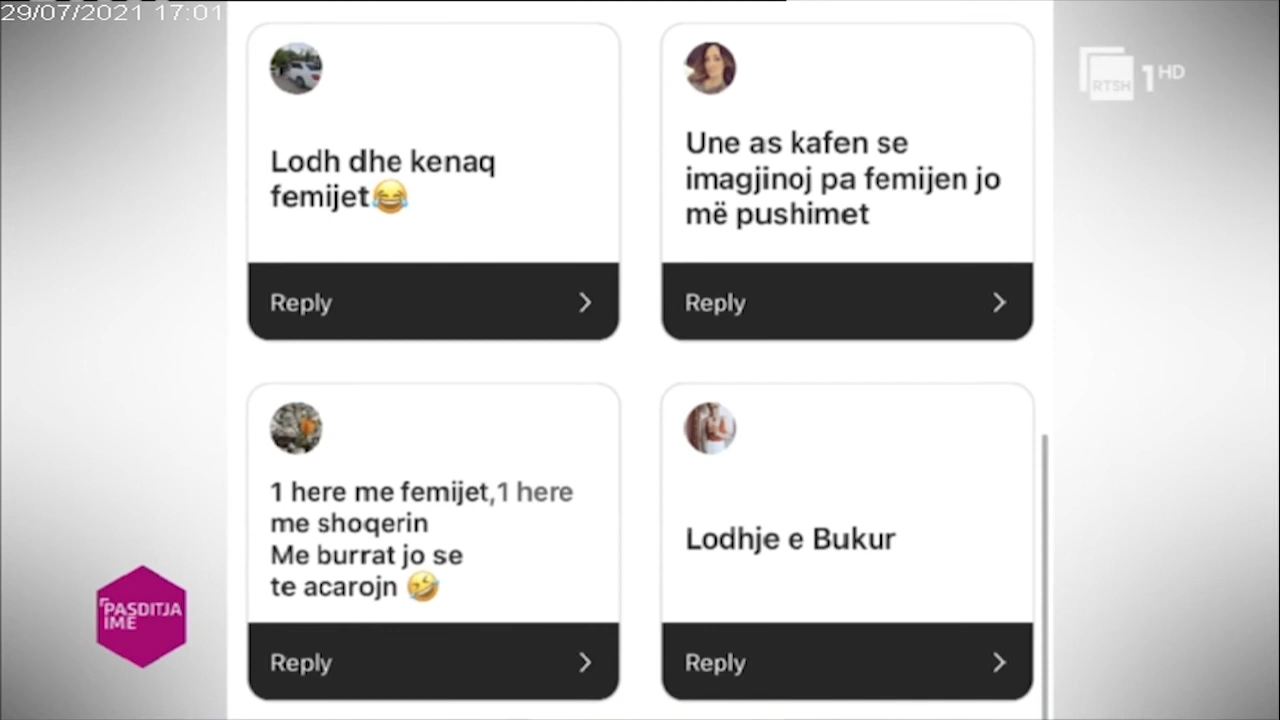 29/07/2021 17:01
RTSH 1 HD
Lodh dhe kenaq
femijet😂
Reply
Une as kafen se
imagjinoj pa femijen jo
më pushimet
Reply
1 here me femijet,1 here
me shoqerin
Me burrat jo se
te acarojn 🤣
Reply
Lodhje e Bukur
Reply
PASDITJA
IME